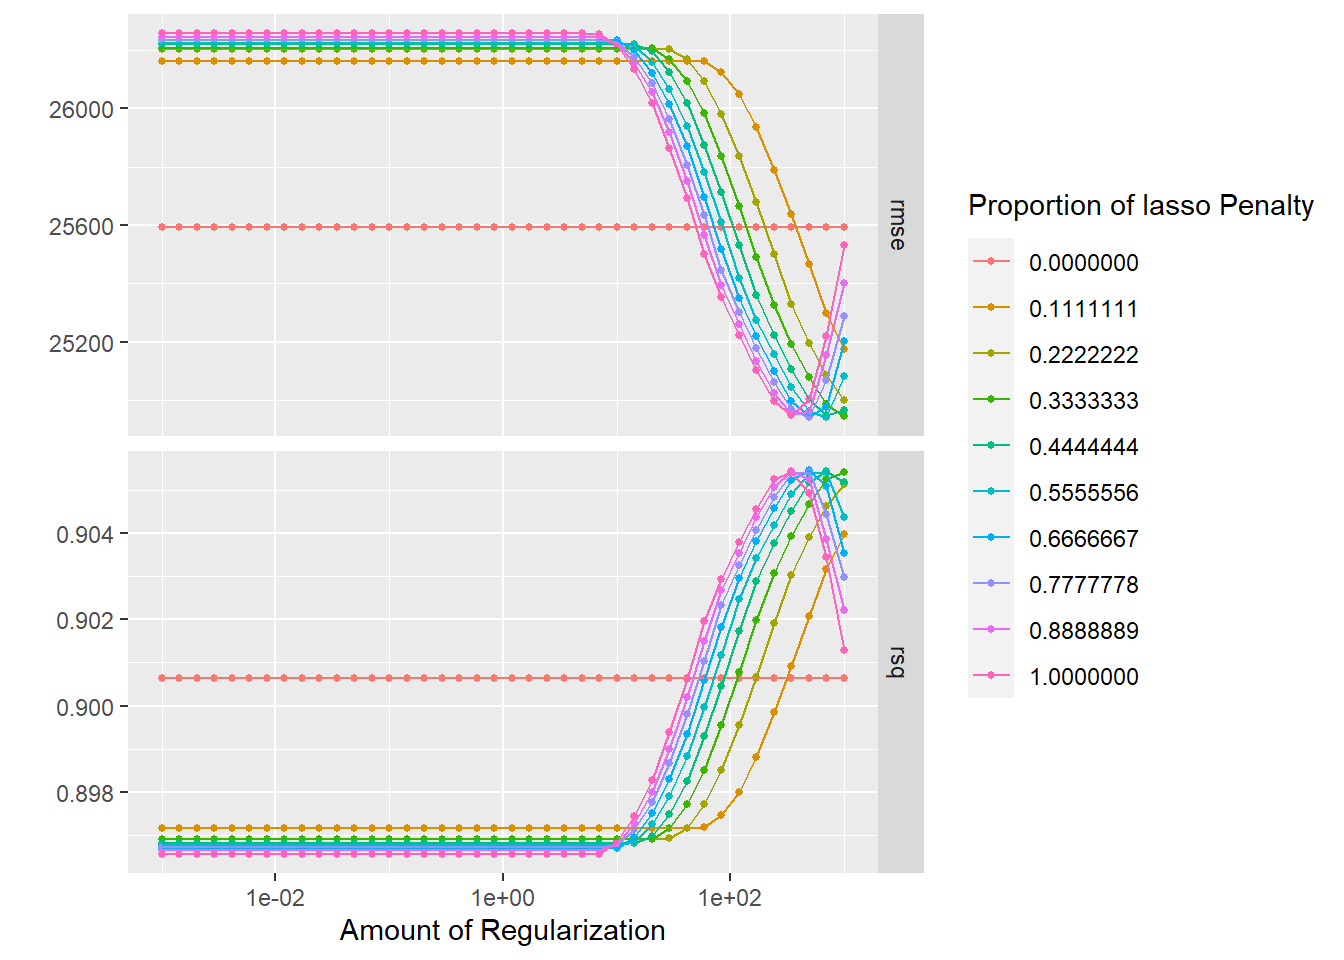 26000
25600
25200
rmse
0.904
0.902
0.900
0.898
rsq
1e-02
1e+00
1e+02
Amount of Regularization
Proportion of lasso Penalty
0.0000000
0.1111111
0.2222222
0.3333333
0.4444444
0.5555556
0.6666667
0.7777778
0.8888889
1.0000000